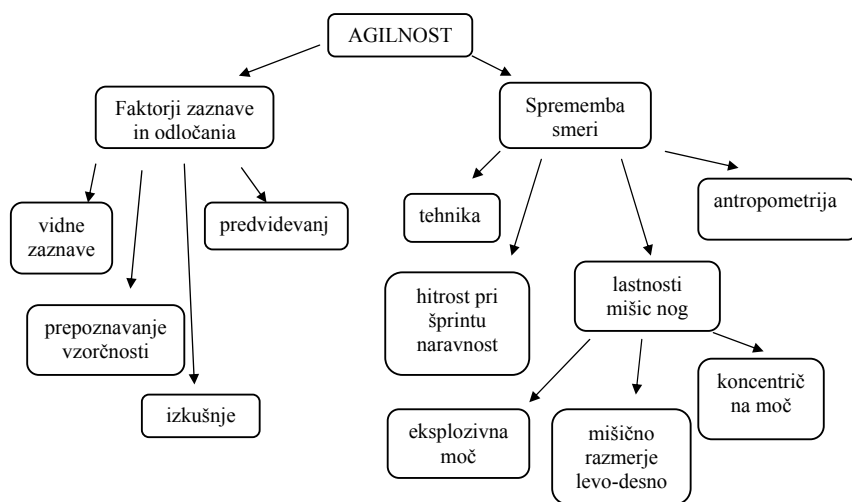 AGILNOST
Faktorji zaznave
in odločania
Sprememba
smeri
vidne
zaznave
predvidevanj
prepoznavanje
vzorčnosti
izkušnje
tehnika
antropometrija
hitrost pri
šprintu
naravnost
lastnosti
mišic nog
eksplozivna
moč
mišično
razmerje
levo-desno
koncentrič
na moč